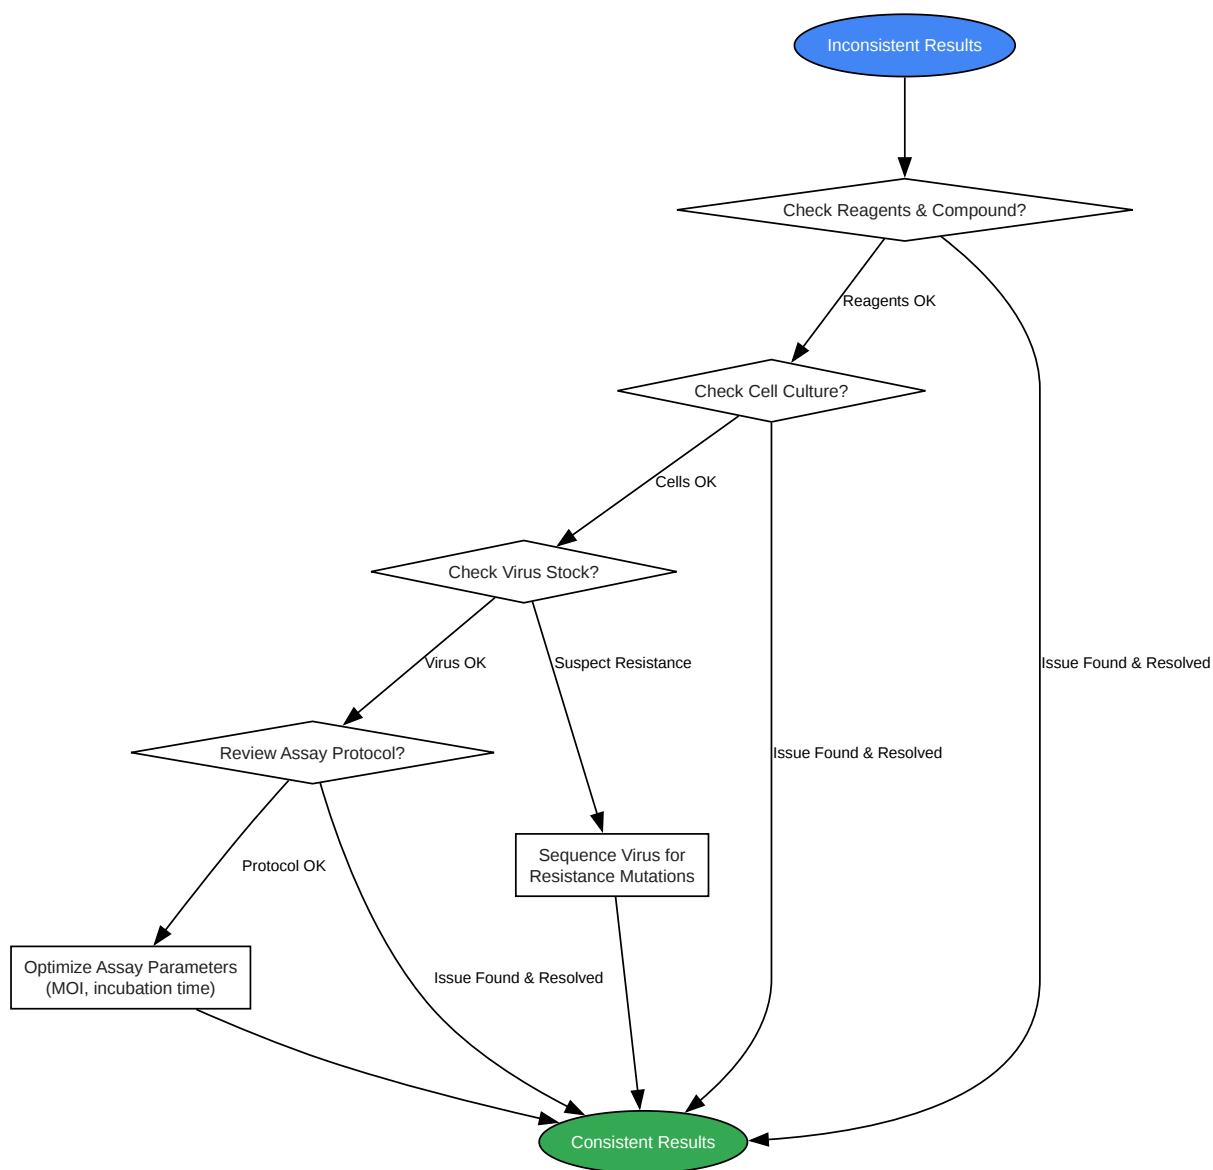 Inconsistent Results
Check Reagents & Compound?
Reagents OK
Check Cell Culture?
Cells OK
Check Virus Stock?
Virus OK
Suspect Resistance
Issue Found & Resolved
Review Assay Protocol?
Issue Found & Resolved
Sequence Virus for
Resistance Mutations
Protocol OK
Optimize Assay Parameters
(MOI, incubation time)
Issue Found & Resolved
Consistent Results